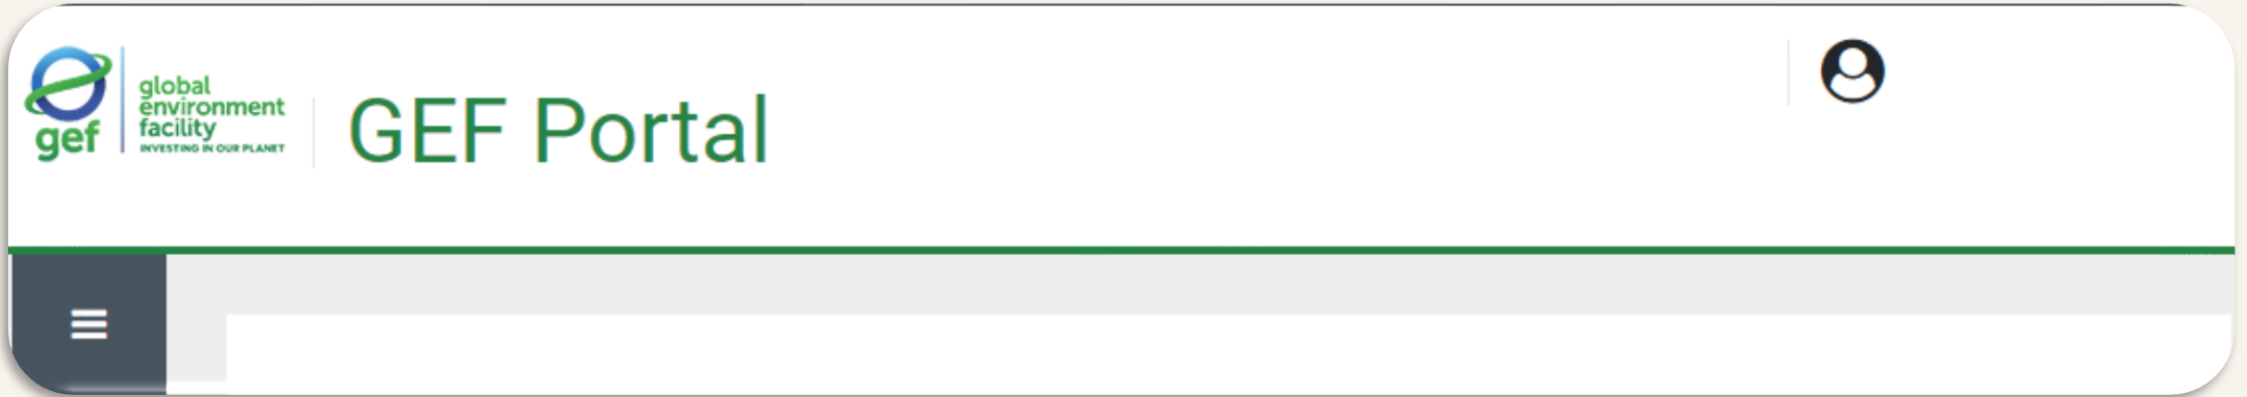 gef
global
environment
facility
INVESTING IN OUR PLANET
GEF Portal